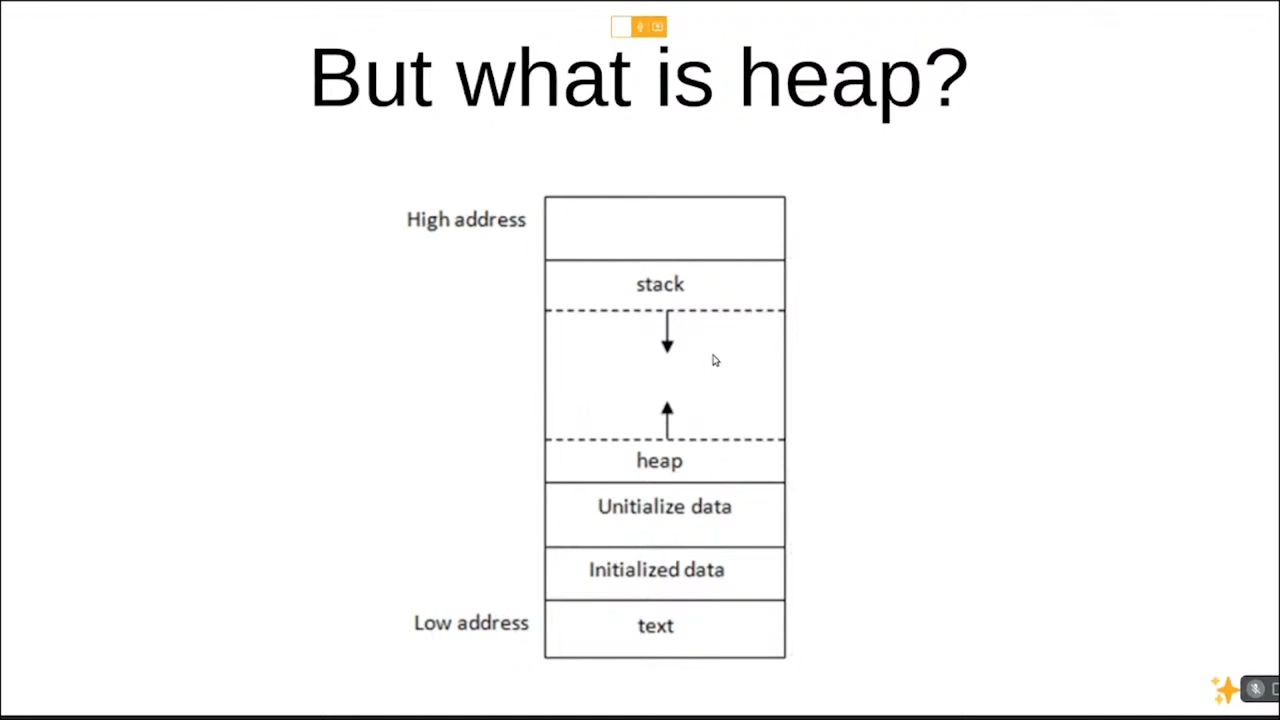 But what is heap?
High address
stack
heap
Unitialize data
Initialized data
Low address
text